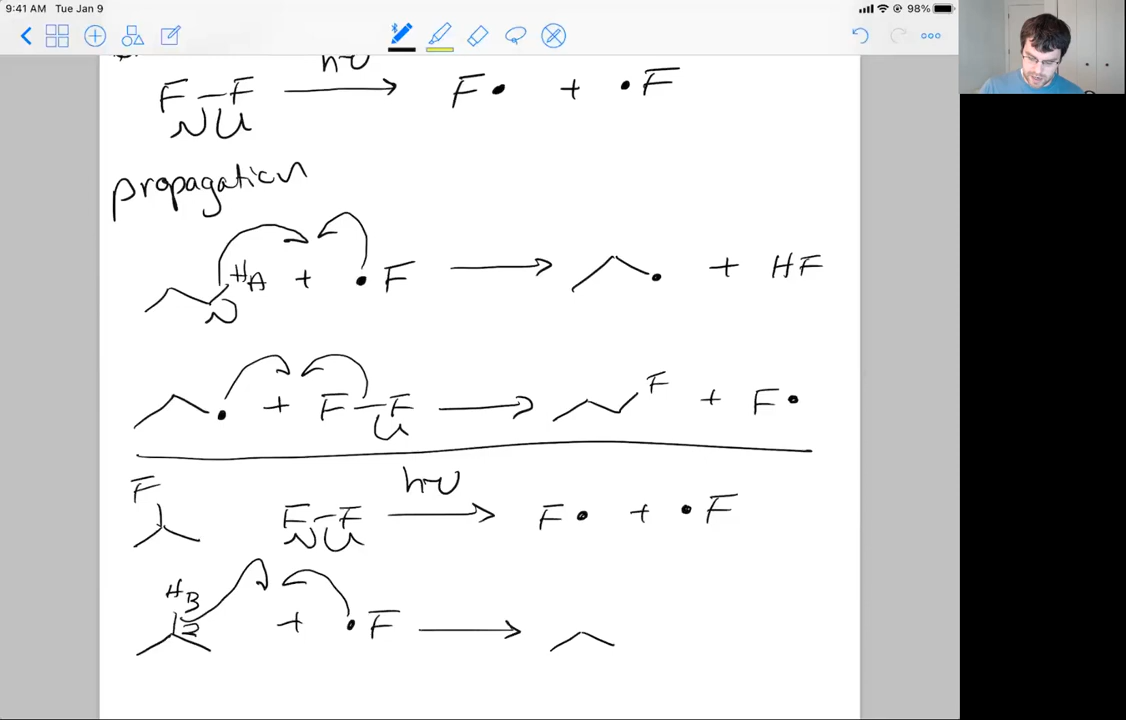 9:41 AM Tue Jan 9
98%
hν
F—F → F• + •F
propagation
HA + •F → • + HF
• + F—F → F + F•
F
hν
F—F → F• + •F
HB
+ •F →